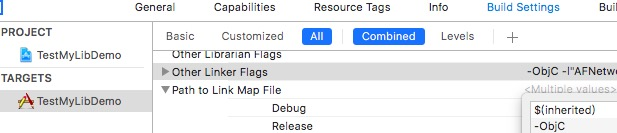 General Capabilities Resource Tags Info Build Settings
PROJECT
TestMyLibDemo
TARGETS
TestMyLibDemo
Basic Customized All Combined Levels +
Other Librarian Flags
Other Linker Flags -ObjC -l"AFNetw
Path to Link Map File <Multiple values>
Debug
Release
$(inherited)
-ObjC